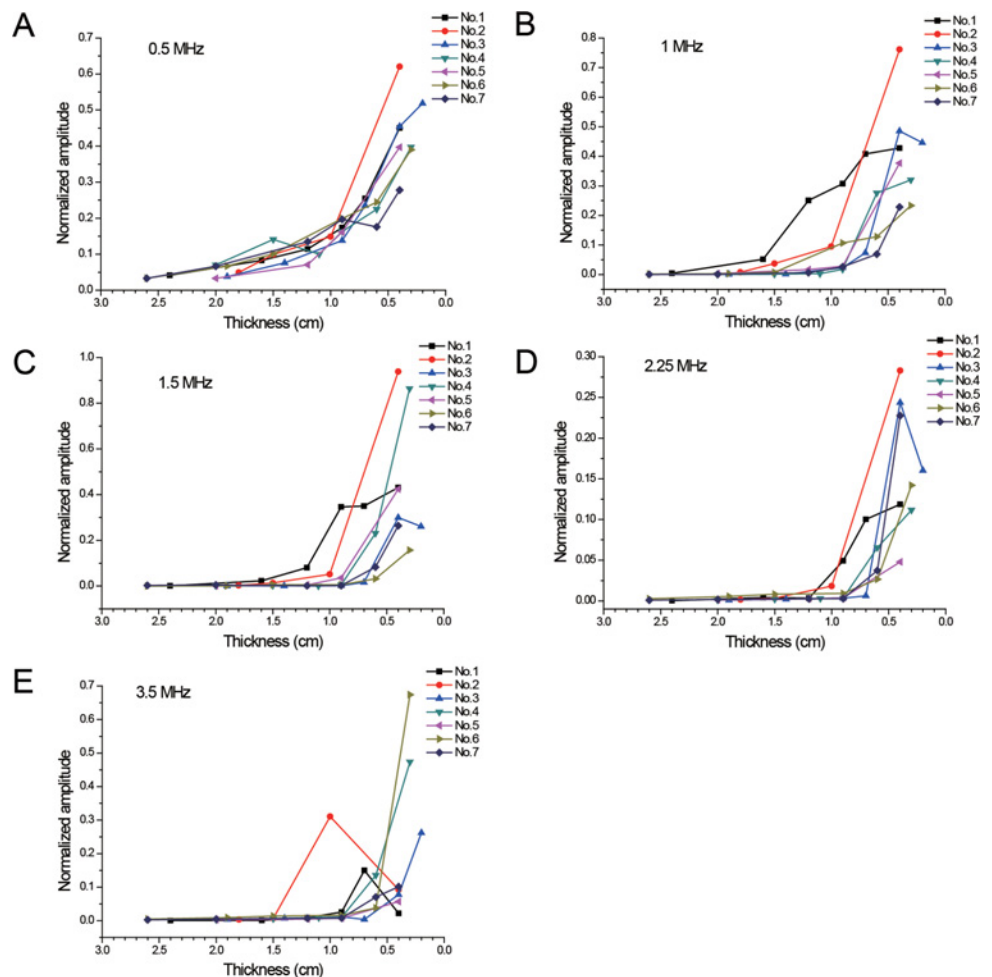 A
0.5 MHz
No.1
No.2
No.3
No.4
No.5
No.6
No.7
0.7
0.6
0.5
0.4
0.3
0.2
0.1
0.0
Normalized amplitude
3.0 2.5 2.0 1.5 1.0 0.5 0.0
Thickness (cm)
B
1 MHz
No.1
No.2
No.3
No.4
No.5
No.6
No.7
0.8
0.7
0.6
0.5
0.4
0.3
0.2
0.1
0.0
Normalized amplitude
3.0 2.5 2.0 1.5 1.0 0.5 0.0
Thickness (cm)
C
1.5 MHz
No.1
No.2
No.3
No.4
No.5
No.6
No.7
1.0
0.8
0.6
0.4
0.2
0.0
Normalized amplitude
3.0 2.5 2.0 1.5 1.0 0.5 0.0
Thickness (cm)
D
2.25 MHz
No.1
No.2
No.3
No.4
No.5
No.6
No.7
0.30
0.25
0.20
0.15
0.10
0.05
0.00
Normalized amplitude
3.0 2.5 2.0 1.5 1.0 0.5 0.0
Thickness (cm)
E
3.5 MHz
No.1
No.2
No.3
No.4
No.5
No.6
No.7
0.7
0.6
0.5
0.4
0.3
0.2
0.1
0.0
Normalized amplitude
3.0 2.5 2.0 1.5 1.0 0.5 0.0
Thickness (cm)